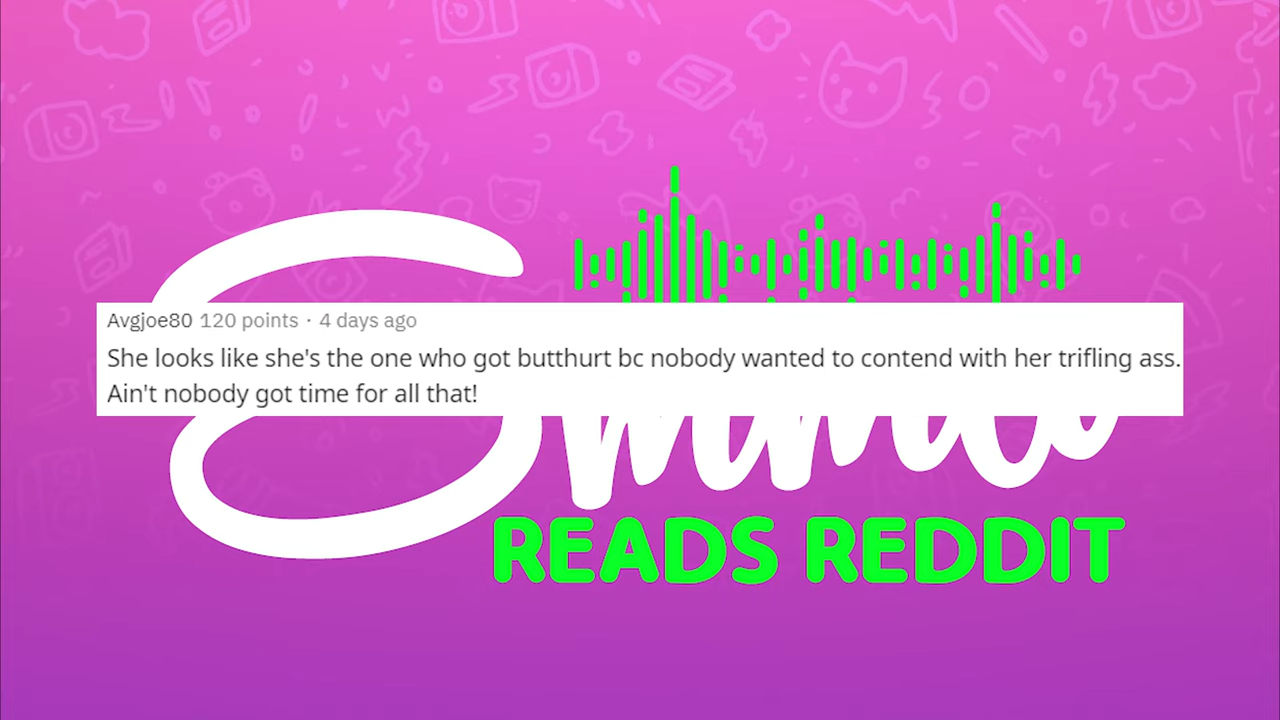 Avgjoe80 120 points · 4 days ago
She looks like she's the one who got butthurt bc nobody wanted to contend with her trifling ass.
Ain't nobody got time for all that!
READS REDDIT